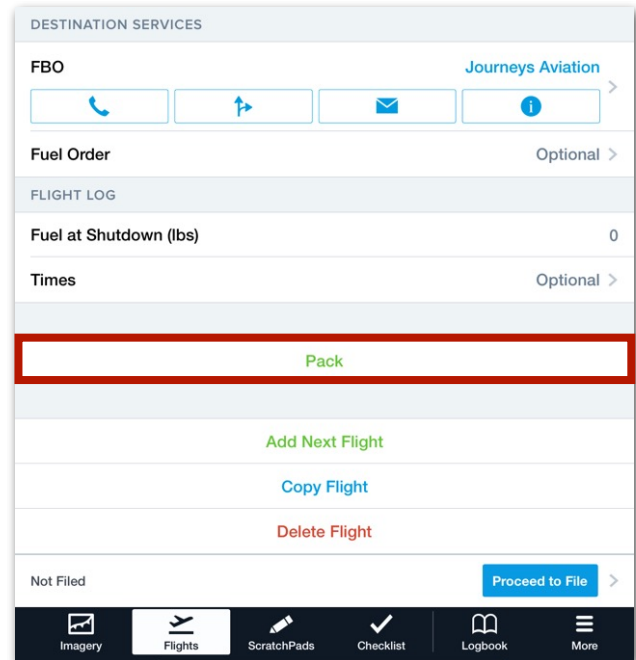 DESTINATION SERVICES
FBO Journeys Aviation
Fuel Order Optional
FLIGHT LOG
Fuel at Shutdown (lbs) 0
Times Optional
Pack
Add Next Flight
Copy Flight
Delete Flight
Not Filed Proceed to File
Imagery Flights ScratchPads Checklist Logbook More